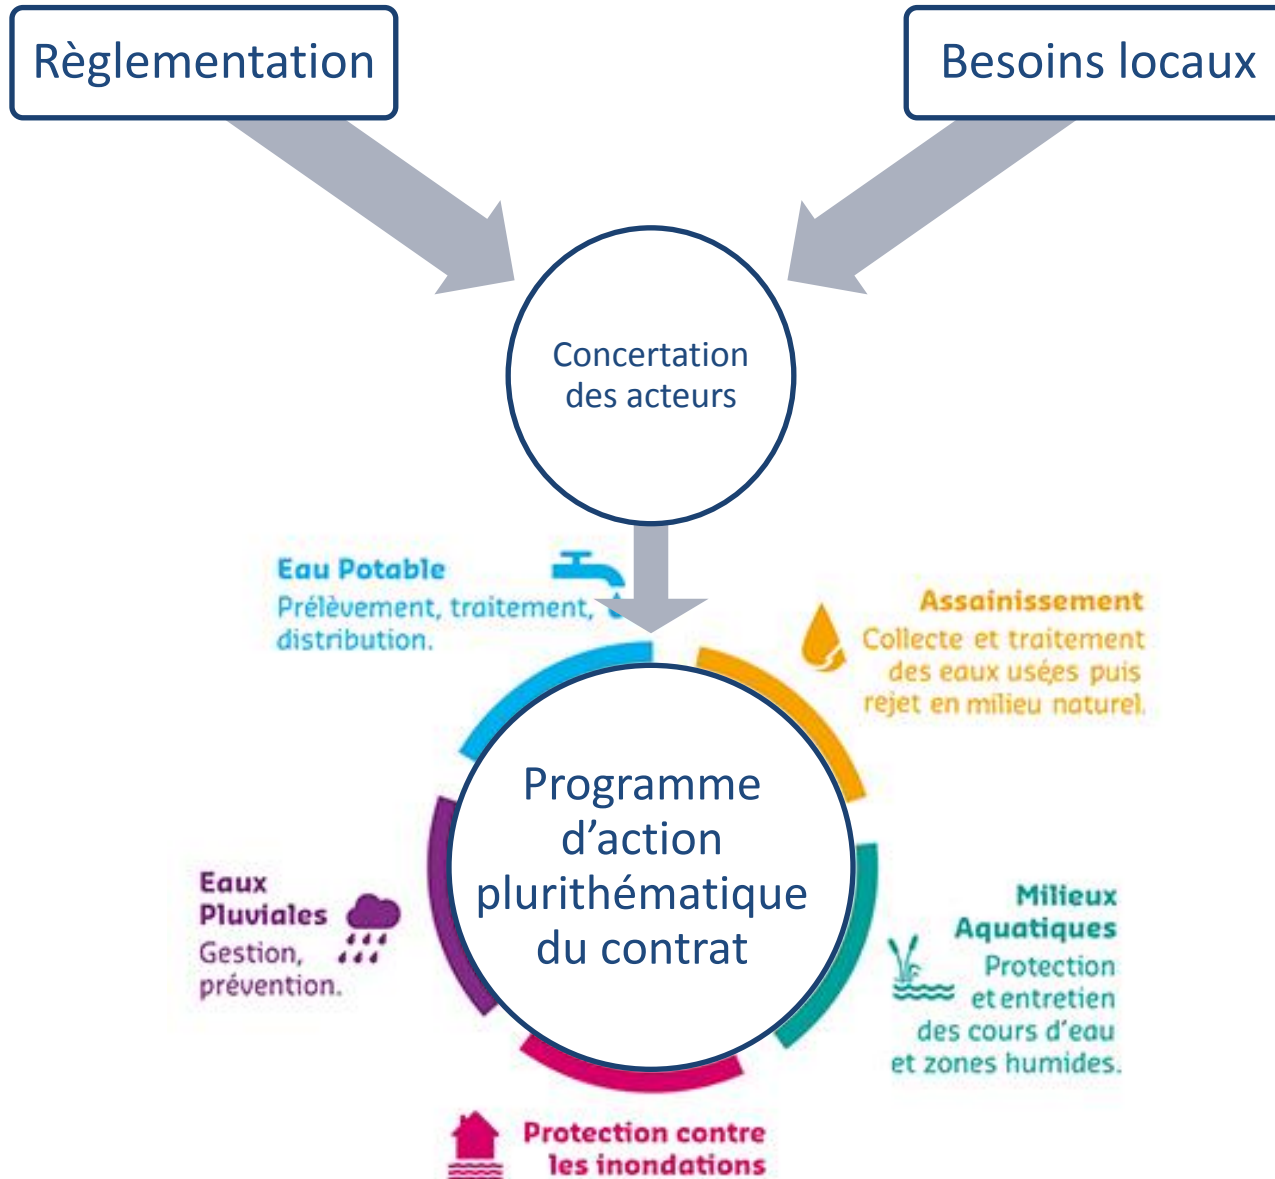 Règlementation
Besoins locaux
Concertation
des acteurs
Eau Potable
Prélèvement, traitement,
distribution.
Assainissement
Collecte et traitement
des eaux usées puis
rejet en milieu naturel.
Programme
d’action
plurithématique
du contrat
Eaux
Pluviales
Gestion,
prévention.
Milieux
Aquatiques
Protection
et entretien
des cours d'eau
et zones humides.
Protection contre
les inondations